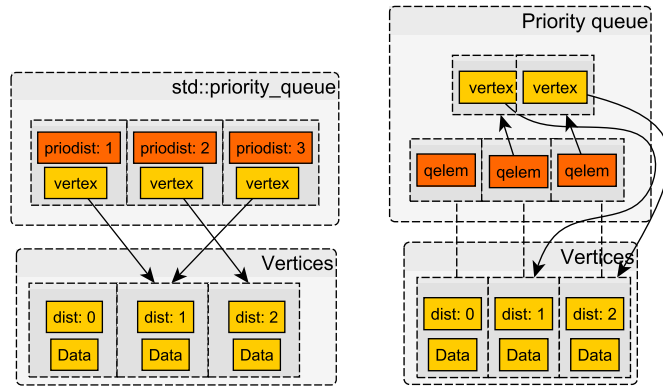 std::priority_queue
priodist: 1 priodist: 2 priodist: 3
vertex vertex vertex
Vertices
dist: 0 dist: 1 dist: 2
Data Data Data
Priority queue
vertex vertex
qelem qelem qelem
Vertices
dist: 0 dist: 1 dist: 2
Data Data Data